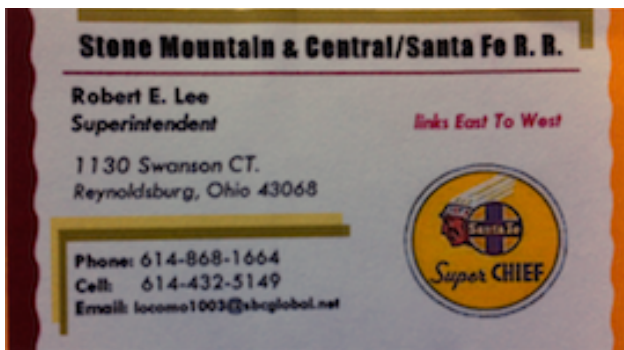 Stone Mountain & Central/Santa Fe R. R.
Robert E. Lee
Superintendent
links East To West
1130 Swanson CT.
Reynoldsburg, Ohio 43068
Santa Fe
Super CHIEF
Phone: 614-868-1664
Cell: 614-432-5149
Email: locomo1003@sbcglobal.net